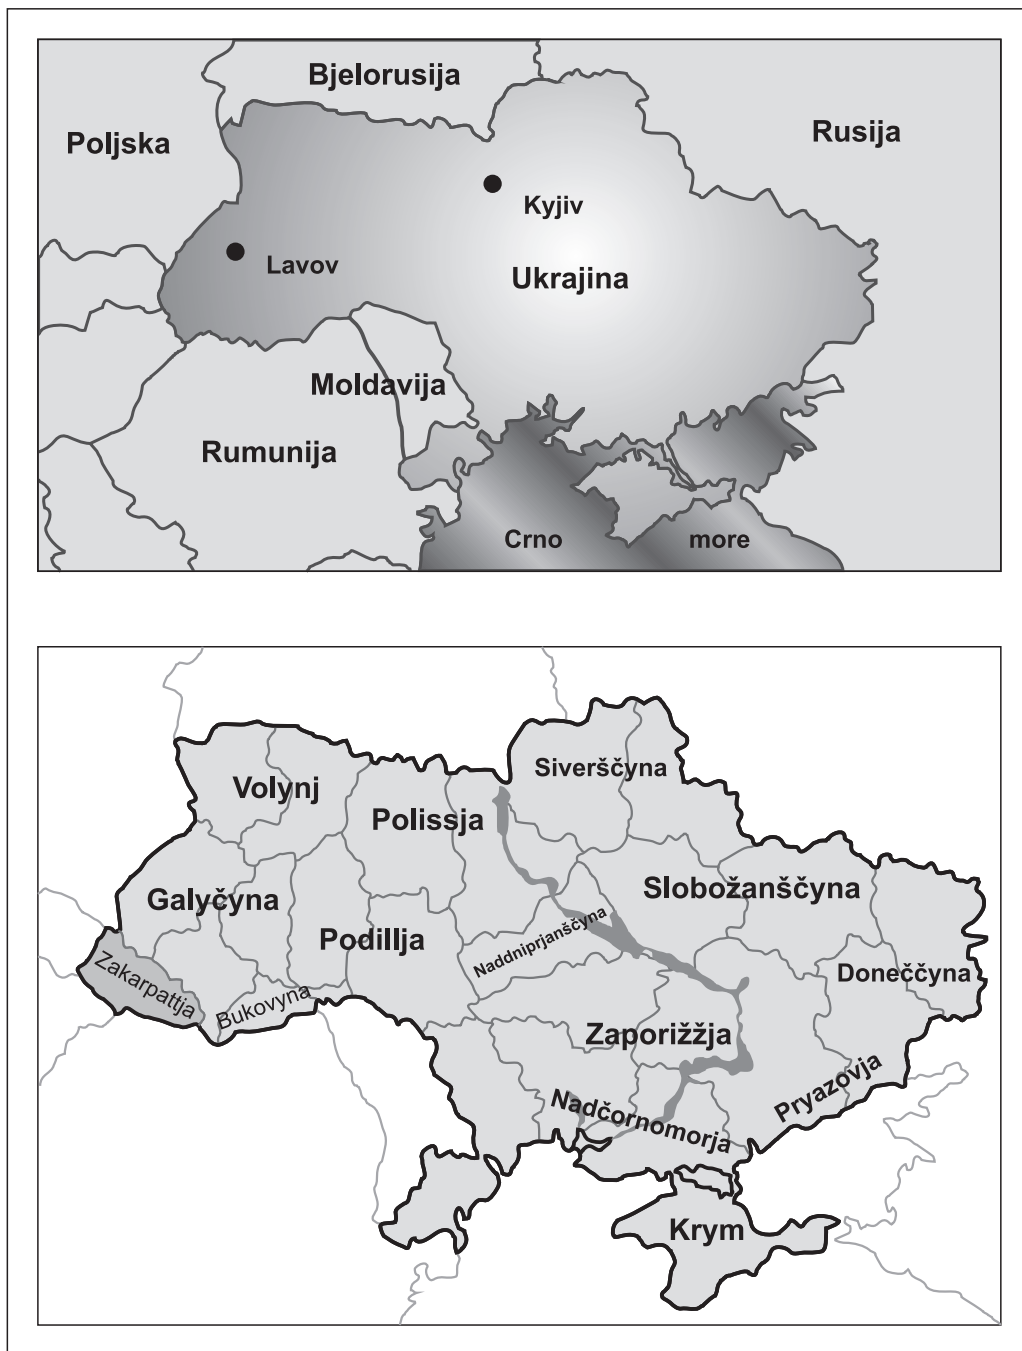 Bjelorusija
Poljska
Rusija
Kyjiv
Lavov
Ukrajina
Moldavija
Rumunija
Crno more
Siverščyna
Volynj
Polissja
Slobožanščyna
Galyčyna
Naddniprjanščyna
Podillja
Zakarpattja
Doneččyna
Bukovyna
Zaporižžja
Pryazovja
Nadčornomorja
Krym